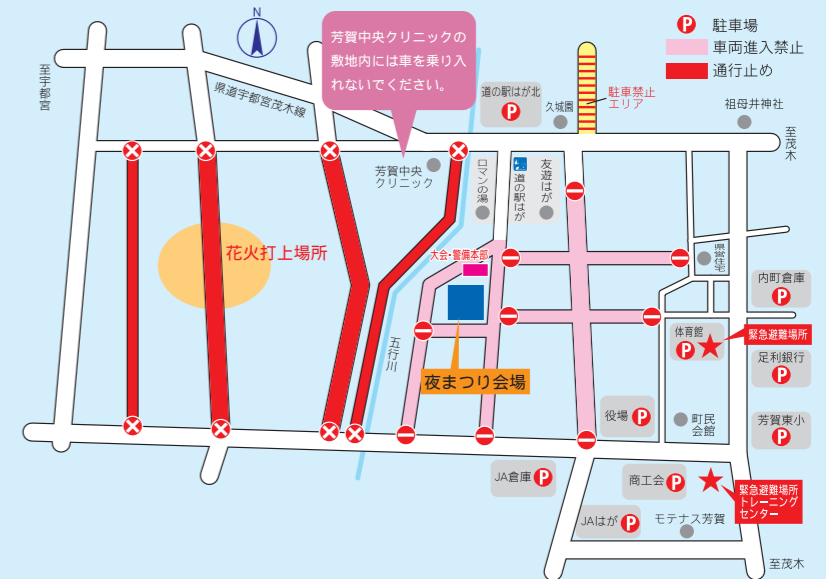 N
芳賀中央クリニックの
敷地内には車を乗り入
れないでください。
P 駐車場
車両進入禁止
通行止め
至宇都宮
県道宇都宮茂木線
道の駅はが北
P
久城園
駐車禁止
エリア
祖母井神社
至茂木
芳賀中央
クリニック
ロマンの湯
道の駅はが
友遊はが
花火打上場所
大会・警備本部
県営住宅
内町倉庫
P
五行川
体育館
P
緊急避難場所
足利銀行
P
夜まつり会場
役場 P
町民
会館
芳賀東小
P
JA倉庫 P
商工会 P
緊急避難場所
トレーニング
センター
JAはが P
モテナス芳賀
至茂木